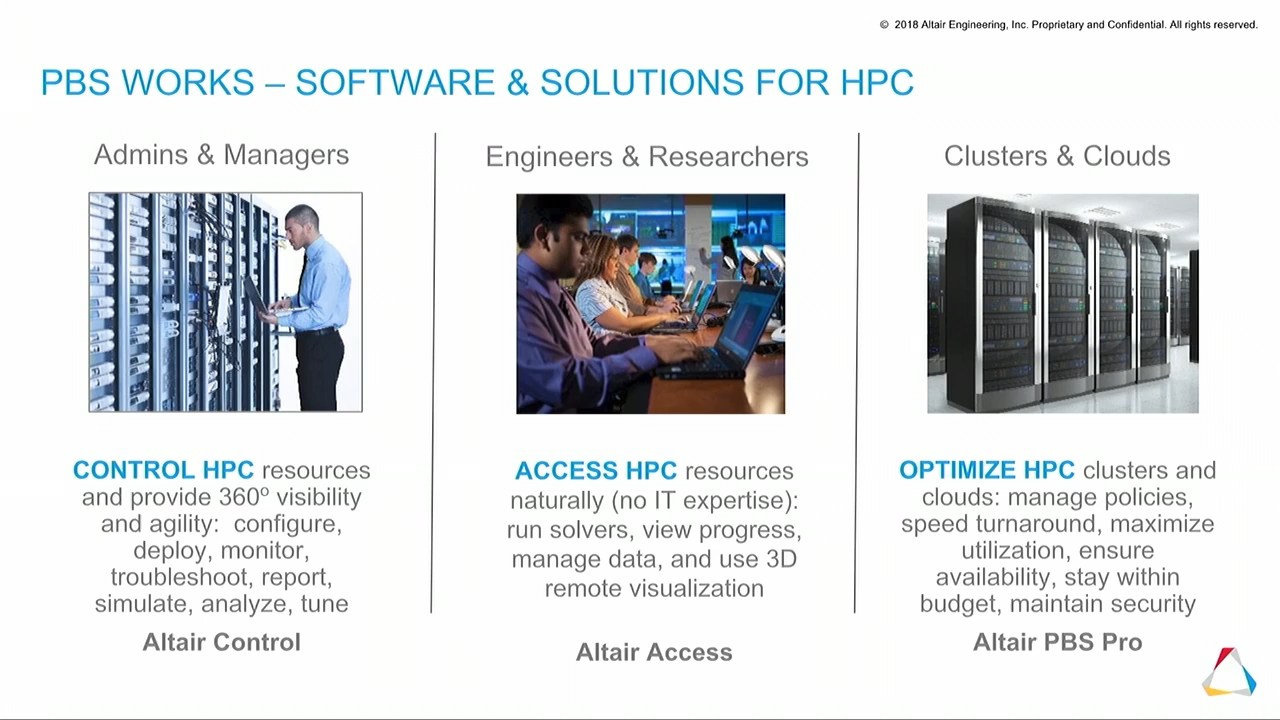 © 2018 Altair Engineering, Inc. Proprietary and Confidential. All rights reserved.
PBS WORKS – SOFTWARE & SOLUTIONS FOR HPC
Admins & Managers
CONTROL HPC resources
and provide 360º visibility
and agility: configure,
deploy, monitor,
troubleshoot, report,
simulate, analyze, tune
Altair Control
Engineers & Researchers
ACCESS HPC resources
naturally (no IT expertise):
run solvers, view progress,
manage data, and use 3D
remote visualization
Altair Access
Clusters & Clouds
OPTIMIZE HPC clusters and
clouds: manage policies,
speed turnaround, maximize
utilization, ensure
availability, stay within
budget, maintain security
Altair PBS Pro